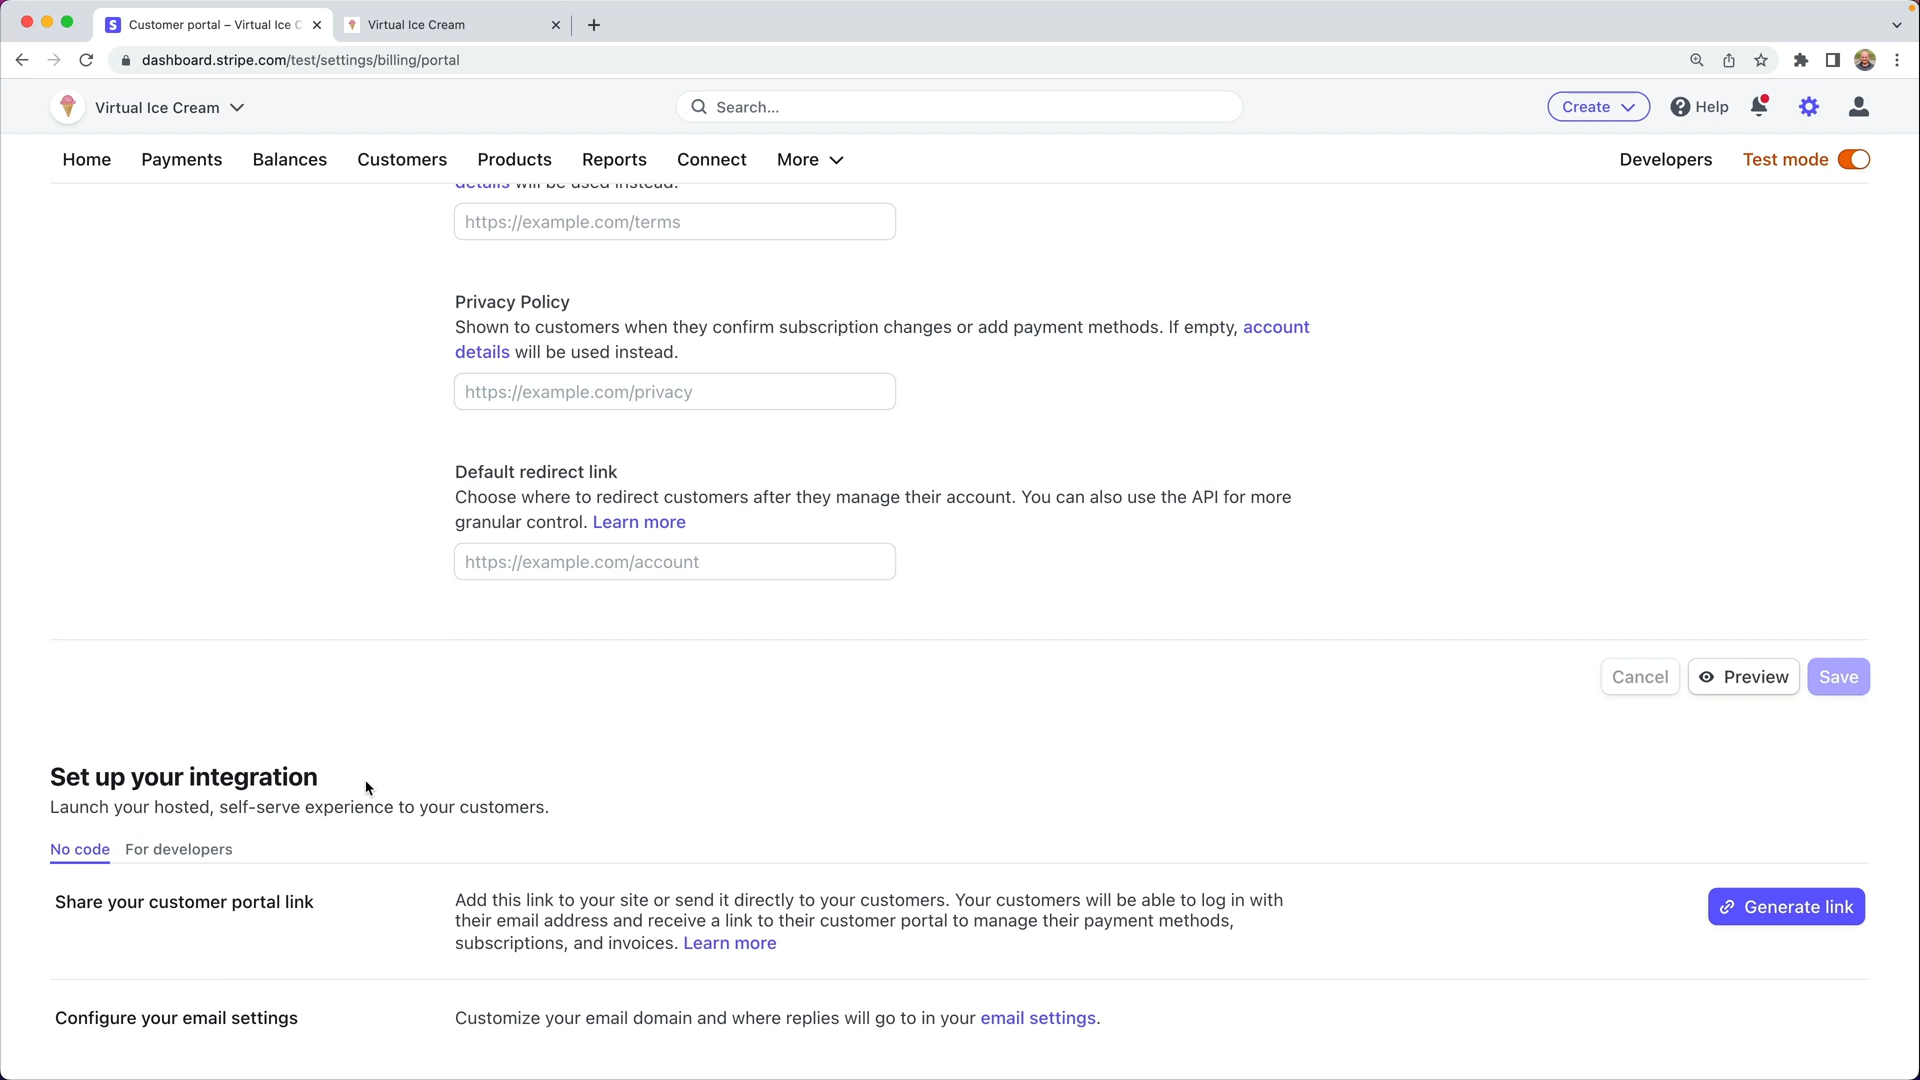 Customer portal – Virtual Ice C
Virtual Ice Cream
dashboard.stripe.com/test/settings/billing/portal
Virtual Ice Cream
Search...
Create
Help
Home
Payments
Balances
Customers
Products
Reports
Connect
More
Developers
Test mode
details will be used instead.
https://example.com/terms
Privacy Policy
Shown to customers when they confirm subscription changes or add payment methods. If empty, account
details will be used instead.
https://example.com/privacy
Default redirect link
Choose where to redirect customers after they manage their account. You can also use the API for more
granular control. Learn more
https://example.com/account
Cancel
Preview
Save
Set up your integration
Launch your hosted, self-serve experience to your customers.
No code
For developers
Share your customer portal link
Add this link to your site or send it directly to your customers. Your customers will be able to log in with
their email address and receive a link to their customer portal to manage their payment methods,
subscriptions, and invoices. Learn more
Generate link
Configure your email settings
Customize your email domain and where replies will go to in your email settings.